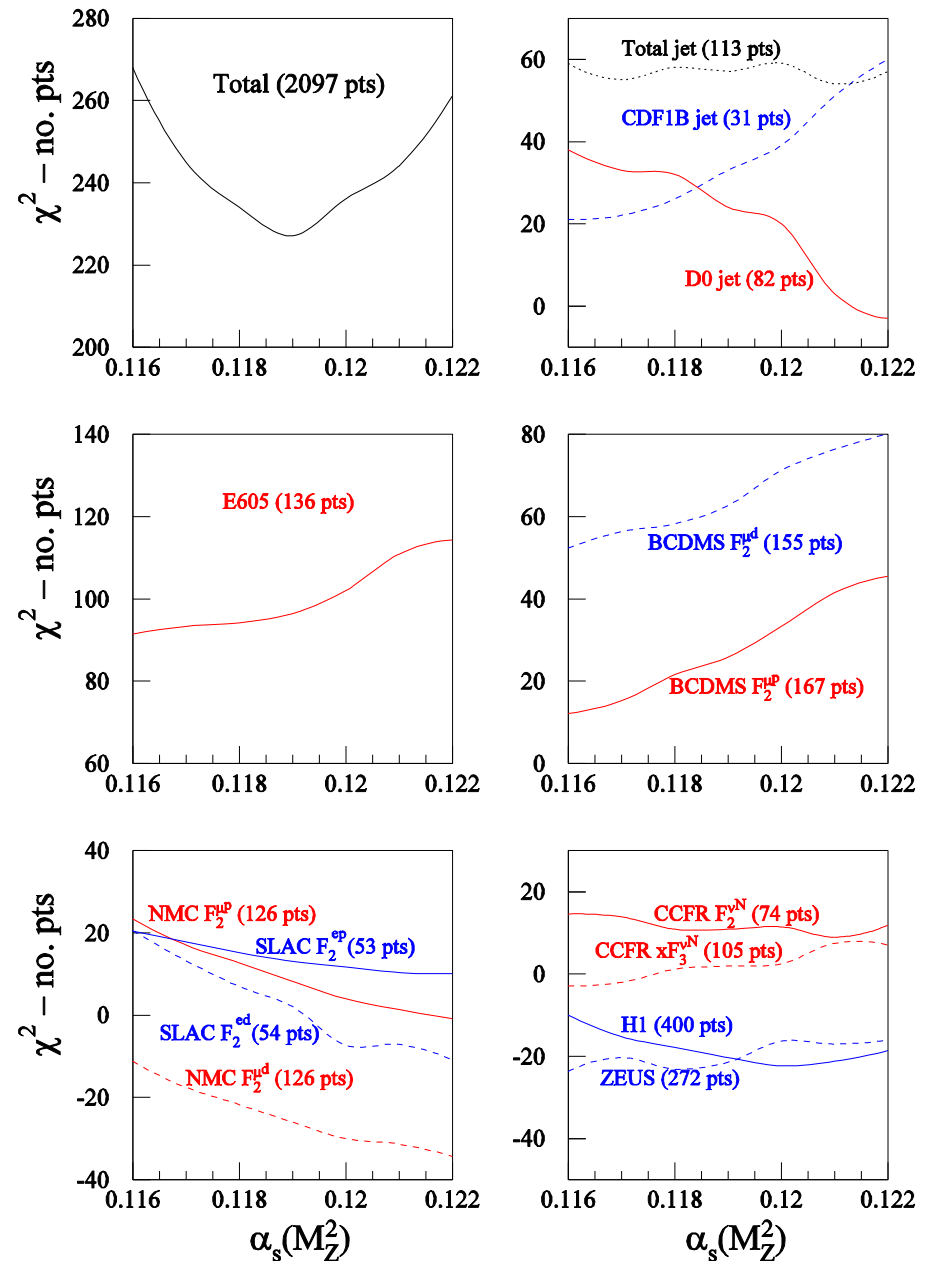 280
260
240
220
200
χ² – no. pts
Total (2097 pts)
0.116 0.118 0.12 0.122
60
40
20
0
Total jet (113 pts)
CDF1B jet (31 pts)
D0 jet (82 pts)
0.116 0.118 0.12 0.122
140
120
100
80
60
χ² – no. pts
E605 (136 pts)
0.116 0.118 0.12 0.122
80
60
40
20
0
BCDMS F₂^μd (155 pts)
BCDMS F₂^μp (167 pts)
0.116 0.118 0.12 0.122
40
20
0
-20
-40
χ² – no. pts
NMC F₂^μp (126 pts)
SLAC F₂^ep (53 pts)
SLAC F₂^ed (54 pts)
NMC F₂^μd (126 pts)
0.116 0.118 0.12 0.122
α_s(M_Z²)
20
0
-20
-40
CCFR F₂^νN (74 pts)
CCFR xF₃^νN (105 pts)
H1 (400 pts)
ZEUS (272 pts)
0.116 0.118 0.12 0.122
α_s(M_Z²)